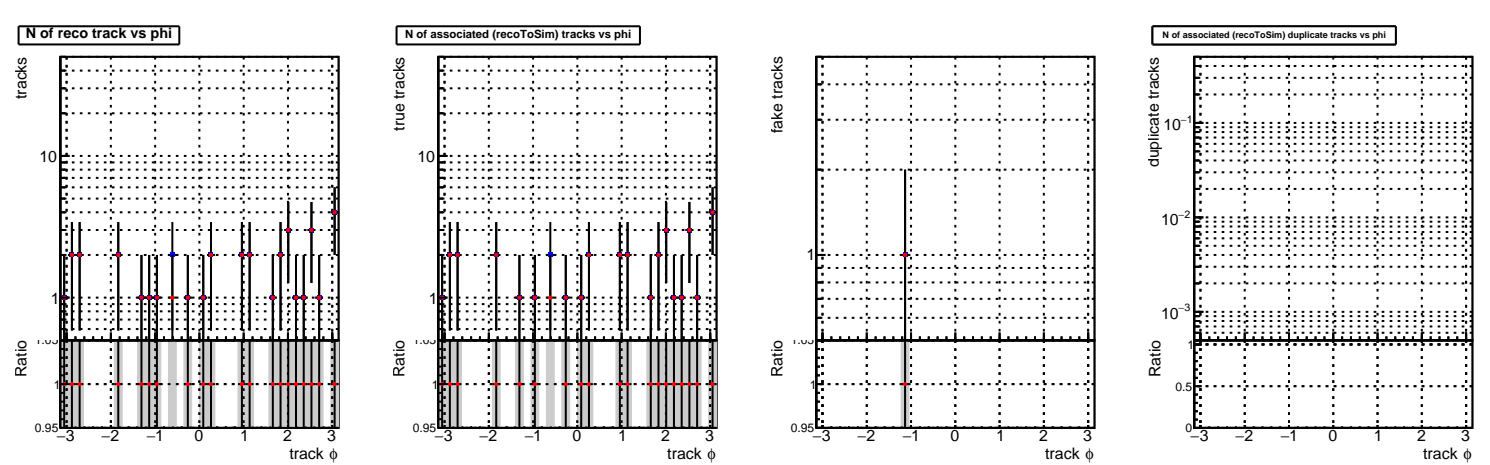 N of reco track vs phi
tracks
10
1
1.05
Ratio
1
0.95
−3 −2 −1 0 1 2 3
track ϕ
N of associated (recoToSim) tracks vs phi
true tracks
10
1
1.05
Ratio
1
0.95
−3 −2 −1 0 1 2 3
track ϕ
fake tracks
1
1.05
Ratio
1
0.95
−3 −2 −1 0 1 2 3
track ϕ
N of associated (recoToSim) duplicate tracks vs phi
duplicate tracks
10⁻¹
10⁻²
10⁻³
Ratio
1
0.5
0
−3 −2 −1 0 1 2 3
track ϕ